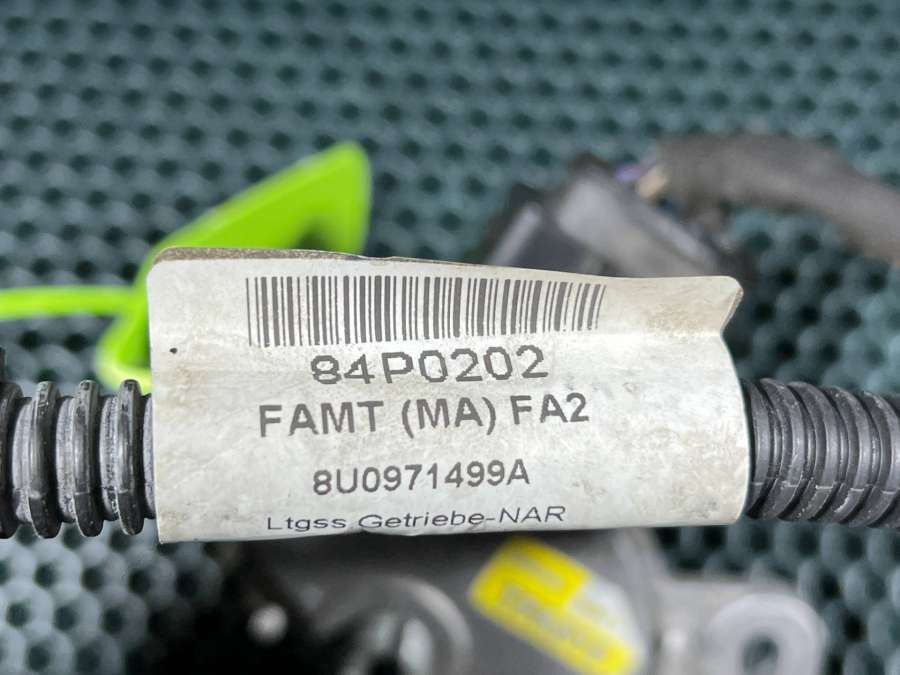 84P0202
FAMT (MA) FA2
8U0971499A
Ltgss Getriebe-NAR